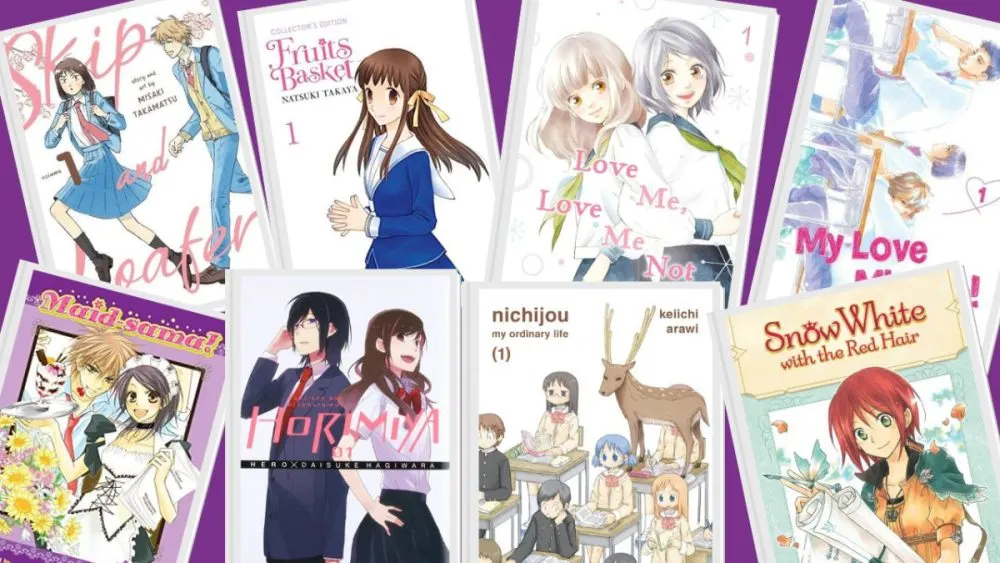 Skip
and
Loafer
story and
art by
MISAKI
TAKAMATSU
VOLUME
1
COLLECTOR'S EDITION
Fruits
Basket
NATSUKI TAKAYA
1
1
Love
Me,
Love
Me
Not
1
My Love
Maid-sama!
HORIMIYA
01
HERO×DAISUKE HAGIWARA
nichijou
my ordinary life
(1)
keiichi
arawi
Snow White
with the Red Hair